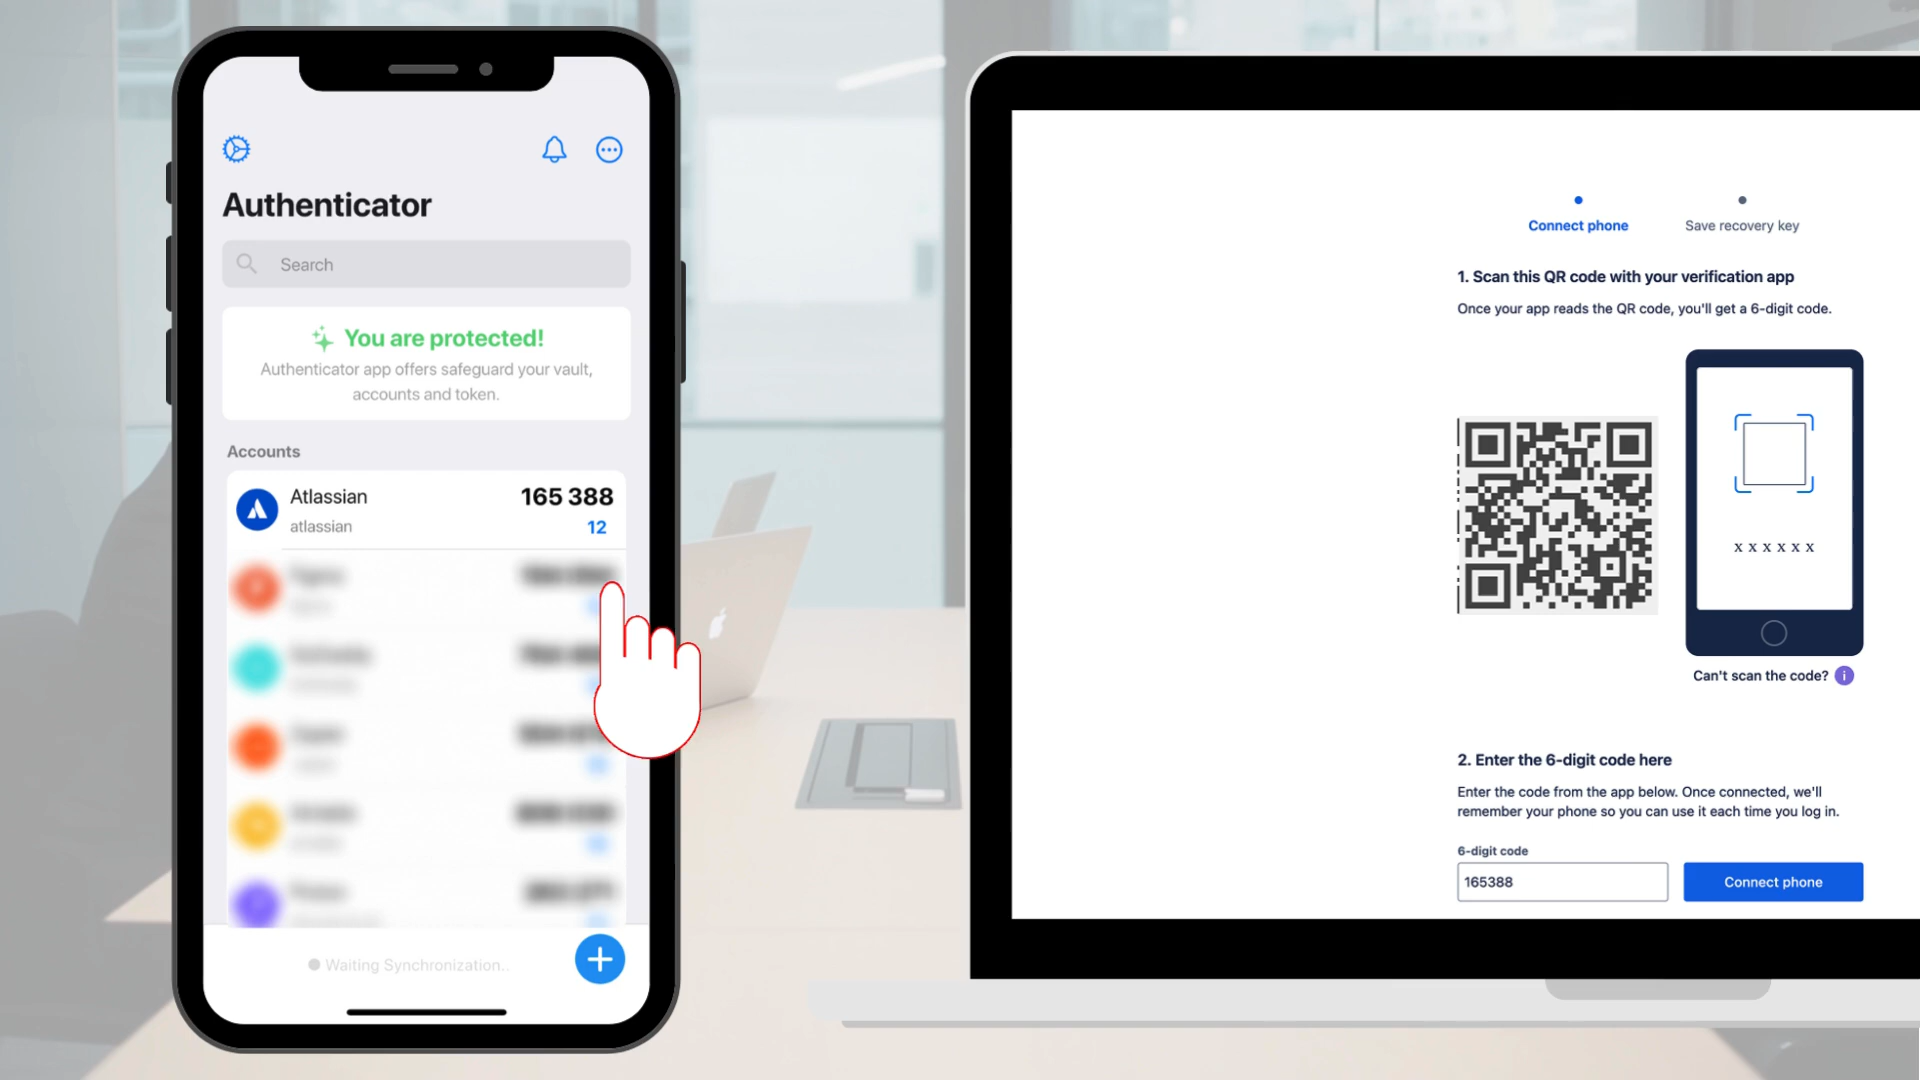 Authenticator
Search
You are protected!
Authenticator app offers safeguard your vault,
accounts and token.
Accounts
Atlassian
165 388
atlassian
12
Waiting Synchronization..
Connect phone
Save recovery key
1. Scan this QR code with your verification app
Once your app reads the QR code, you'll get a 6-digit code.
x x x x x x
Can't scan the code?
i
2. Enter the 6-digit code here
Enter the code from the app below. Once connected, we'll
remember your phone so you can use it each time you log in.
6-digit code
165388
Connect phone